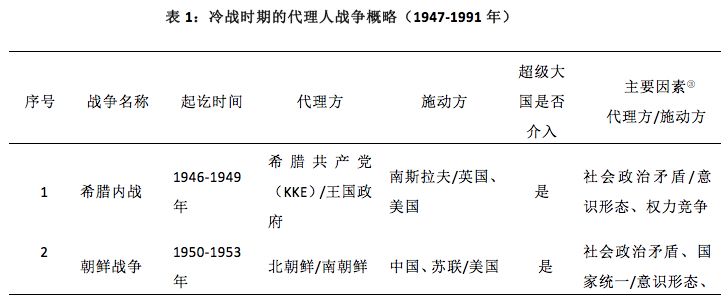 表 1：冷战时期的代理人战争概略（1947-1991 年）
序号 战争名称 起讫时间 代理方 施动方 超级大国是否介入 主要因素③ 代理方/施动方
1 希腊内战 1946-1949 年 希腊共产党（KKE）/王国政府 南斯拉夫/英国、美国 是 社会政治矛盾/意识形态、权力竞争
2 朝鲜战争 1950-1953 年 北朝鲜/南朝鲜 中国、苏联/美国 是 社会政治矛盾、国家统一/意识形态、